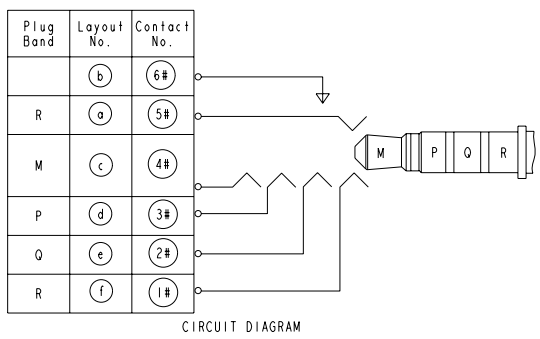 Plug Band Layout No. Contact No.
b 6#
R a 5#
M c 4#
P d 3#
Q e 2#
R f 1#
M P Q R
CIRCUIT DIAGRAM